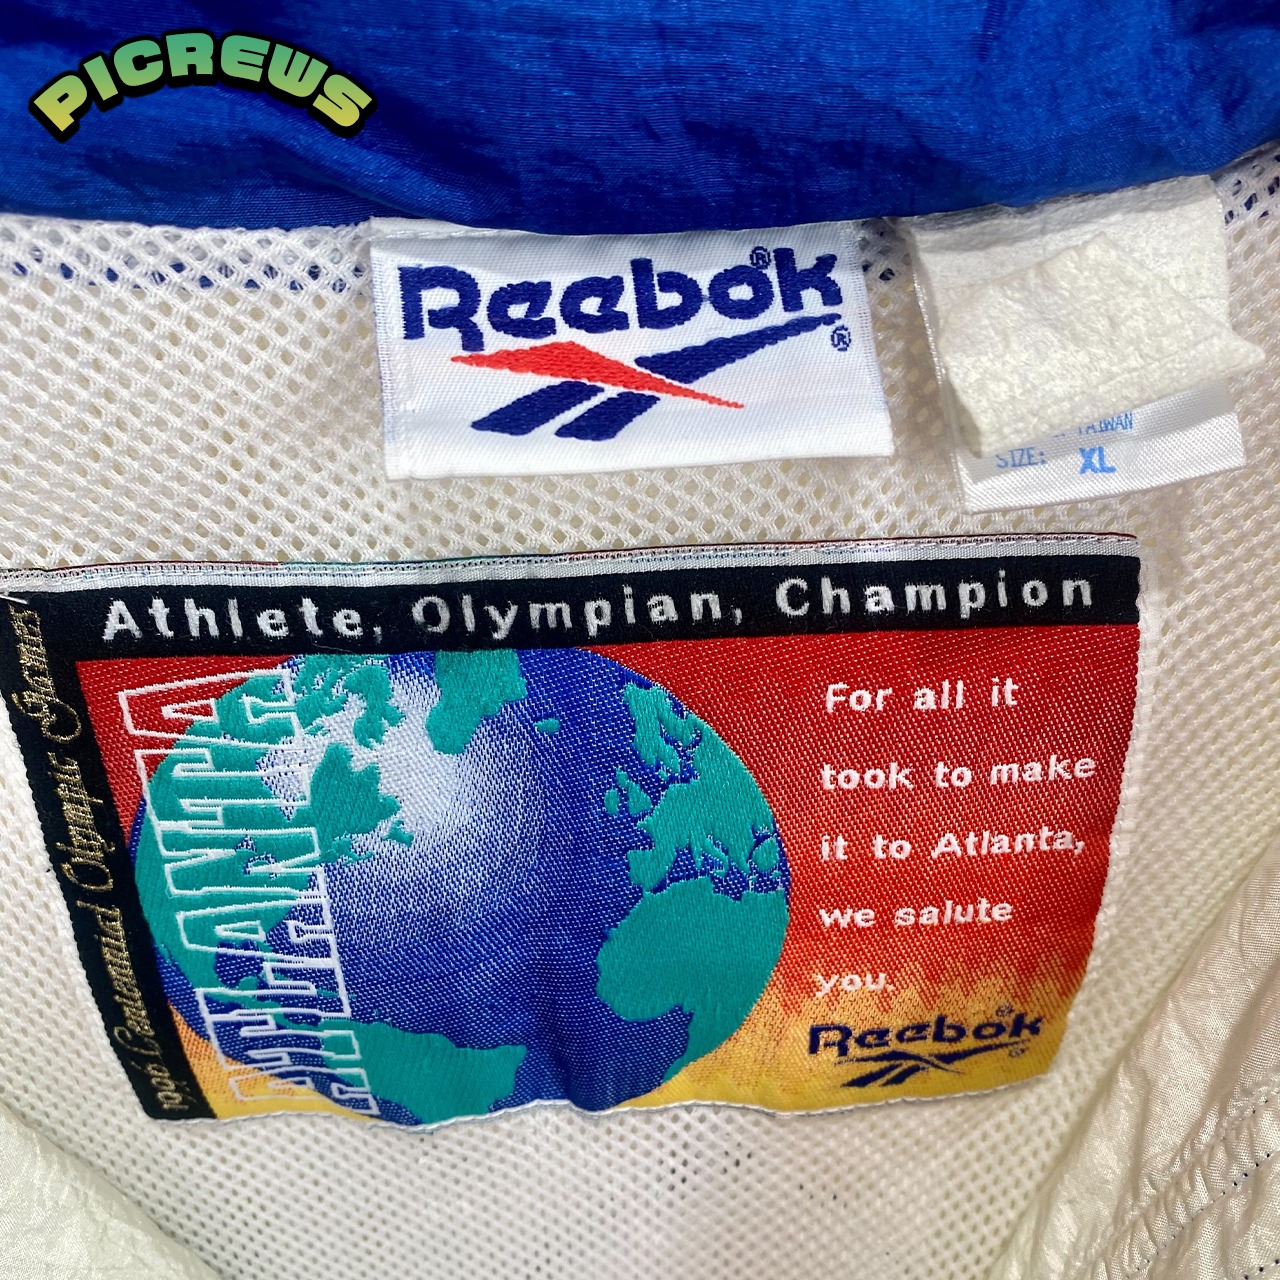 PICREWS
Reebok®
®
TAIWAN
SIZE: XL
Athlete, Olympian, Champion
1996 Centennial Olympic Games
ATLANTA
For all it
took to make
it to Atlanta,
we salute
you.
Reebok®